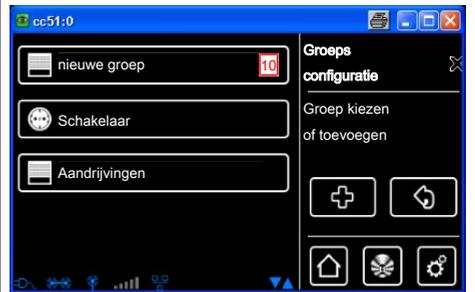 cc51:0
nieuwe groep
10
Schakelaar
Aandrijvingen
Groeps
configuratie
Groep kiezen
of toevoegen